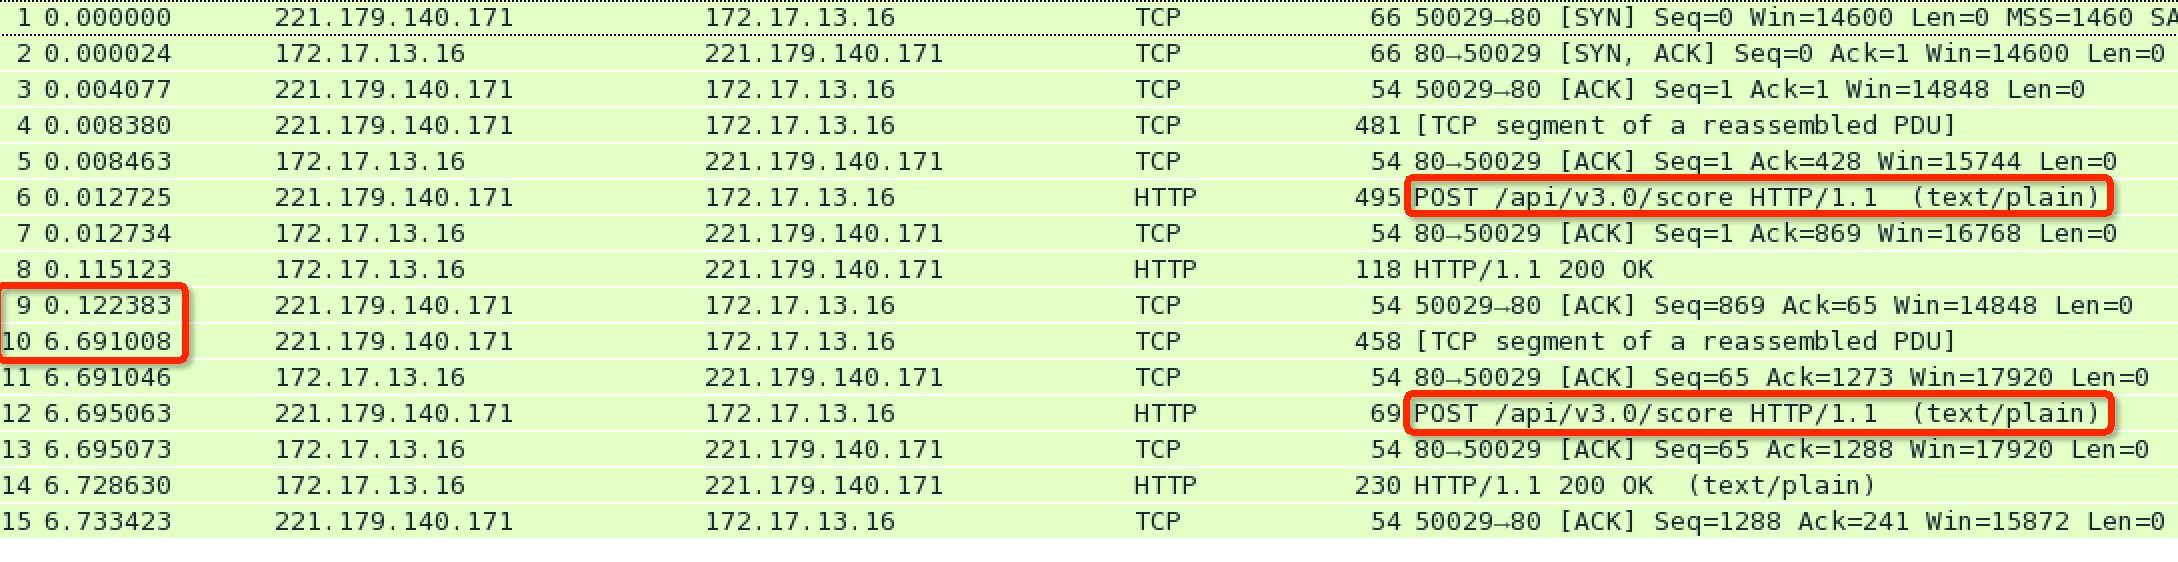 1 0.000000 221.179.140.171 172.17.13.16 TCP 66 50029→80 [SYN] Seq=0 Win=14600 Len=0 MSS=1460 SA
2 0.000024 172.17.13.16 221.179.140.171 TCP 66 80→50029 [SYN, ACK] Seq=0 Ack=1 Win=14600 Len=0
3 0.004077 221.179.140.171 172.17.13.16 TCP 54 50029→80 [ACK] Seq=1 Ack=1 Win=14848 Len=0
4 0.008380 221.179.140.171 172.17.13.16 TCP 481 [TCP segment of a reassembled PDU]
5 0.008463 172.17.13.16 221.179.140.171 TCP 54 80→50029 [ACK] Seq=1 Ack=428 Win=15744 Len=0
6 0.012725 221.179.140.171 172.17.13.16 HTTP 495 POST /api/v3.0/score HTTP/1.1 (text/plain)
7 0.012734 172.17.13.16 221.179.140.171 TCP 54 80→50029 [ACK] Seq=1 Ack=869 Win=16768 Len=0
8 0.115123 172.17.13.16 221.179.140.171 HTTP 118 HTTP/1.1 200 OK
9 0.122383 221.179.140.171 172.17.13.16 TCP 54 50029→80 [ACK] Seq=869 Ack=65 Win=14848 Len=0
10 6.691008 221.179.140.171 172.17.13.16 TCP 458 [TCP segment of a reassembled PDU]
11 6.691046 172.17.13.16 221.179.140.171 TCP 54 80→50029 [ACK] Seq=65 Ack=1273 Win=17920 Len=0
12 6.695063 221.179.140.171 172.17.13.16 HTTP 69 POST /api/v3.0/score HTTP/1.1 (text/plain)
13 6.695073 172.17.13.16 221.179.140.171 TCP 54 80→50029 [ACK] Seq=65 Ack=1288 Win=17920 Len=0
14 6.728630 172.17.13.16 221.179.140.171 HTTP 230 HTTP/1.1 200 OK (text/plain)
15 6.733423 221.179.140.171 172.17.13.16 TCP 54 50029→80 [ACK] Seq=1288 Ack=241 Win=15872 Len=0